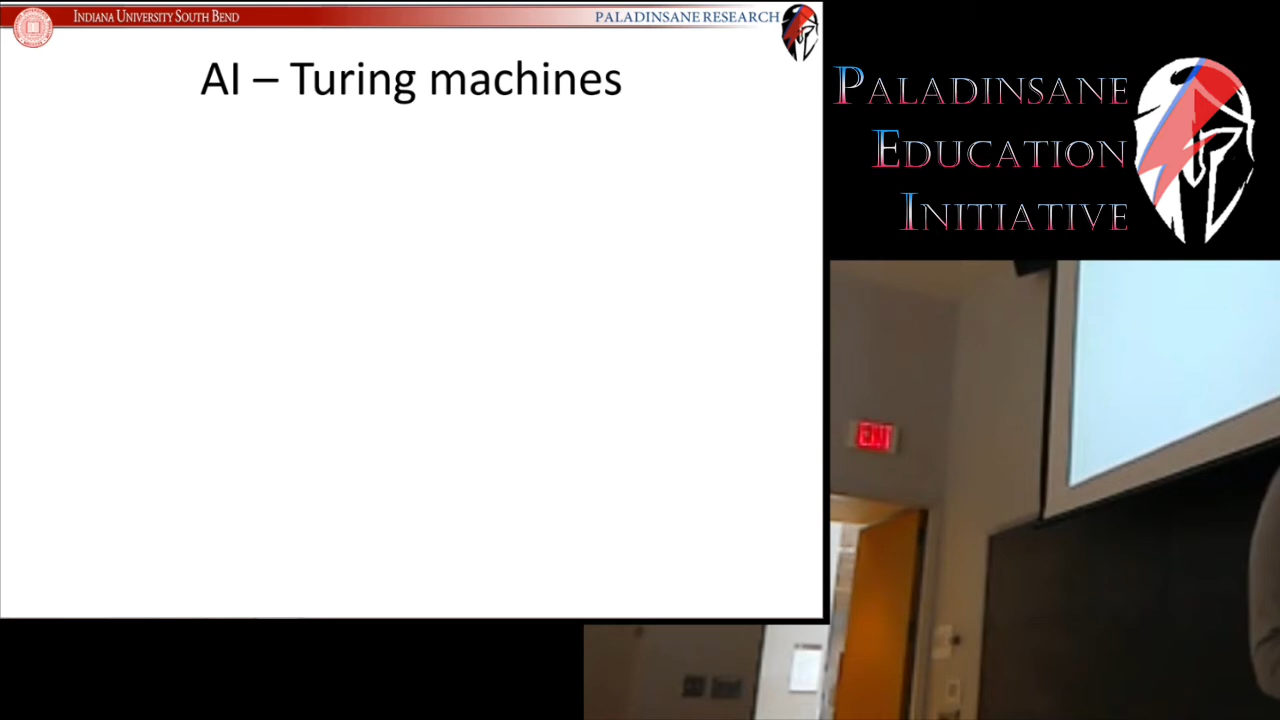 INDIANA UNIVERSITY SOUTH BEND
PALADINSANE RESEARCH
AI – Turing machines
PALADINSANE
EDUCATION
INITIATIVE
EXIT